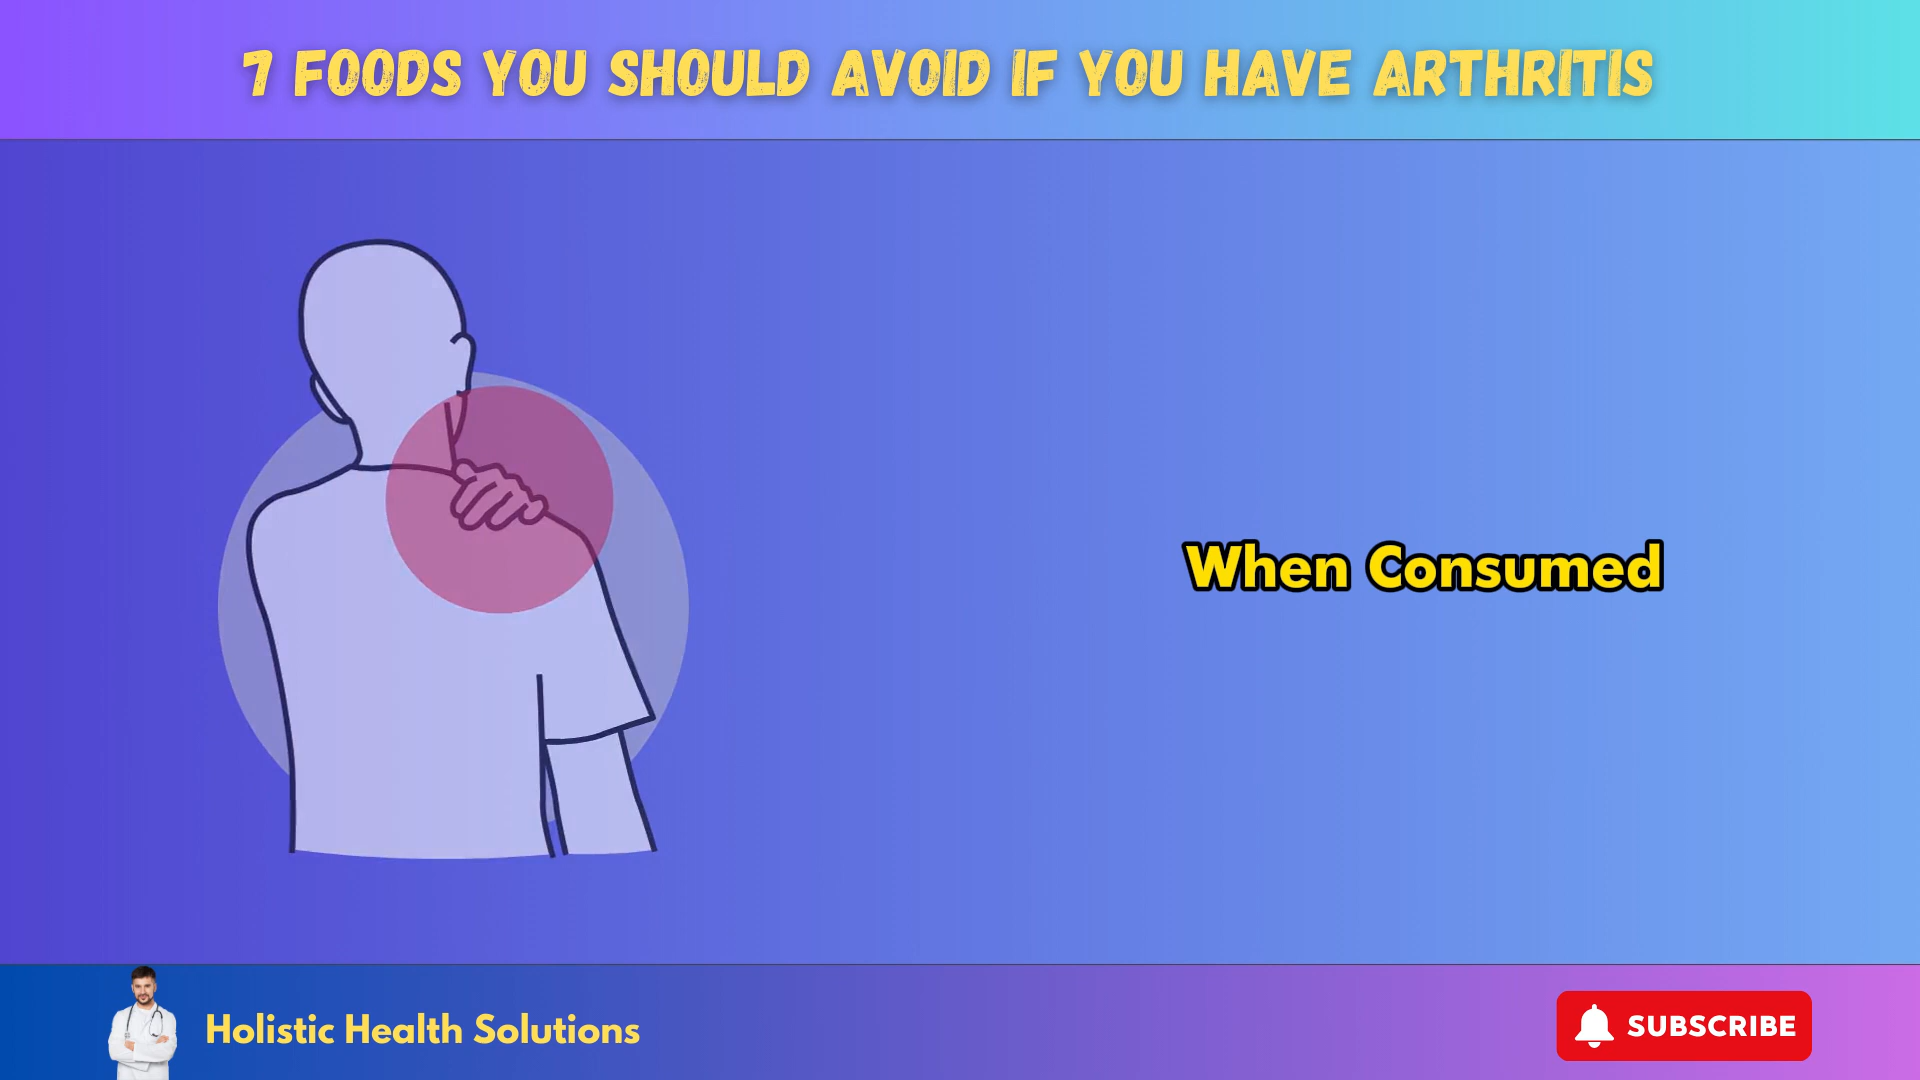 7 FOODS YOU SHOULD AVOID IF YOU HAVE ARTHRITIS
When Consumed
Holistic Health Solutions
SUBSCRIBE